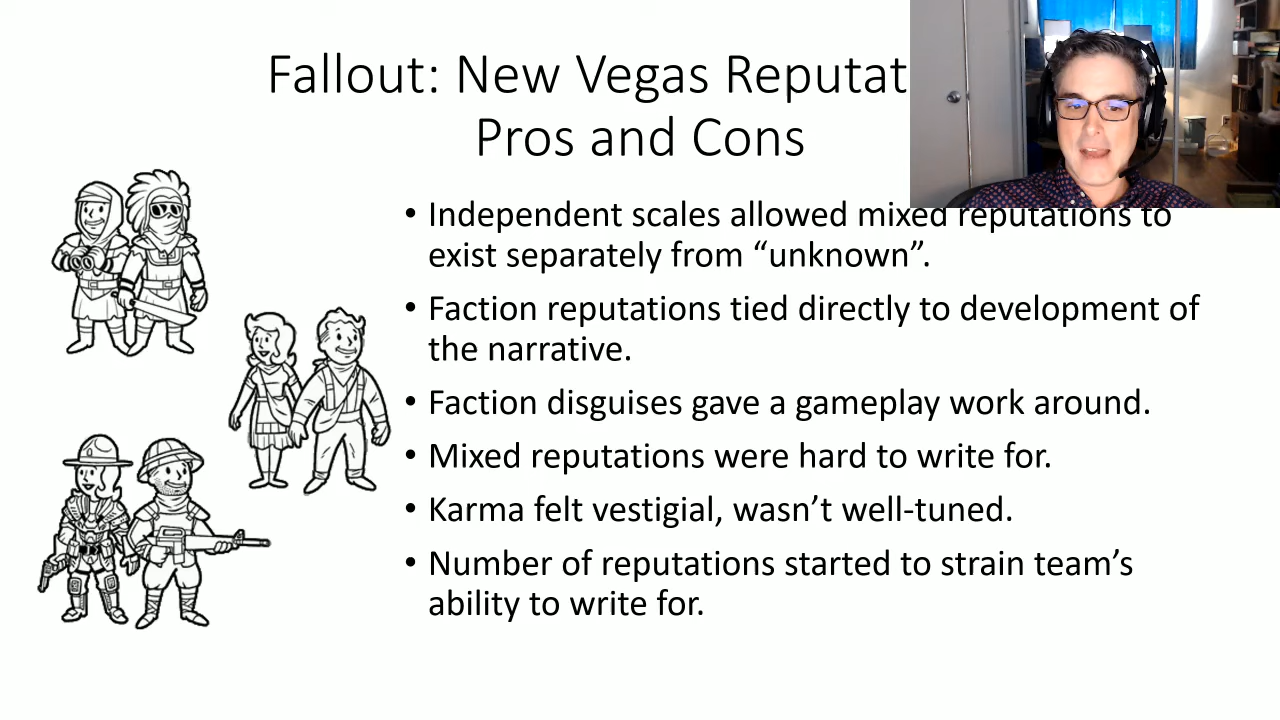 Fallout: New Vegas Reputat
Pros and Cons
• Independent scales allowed mixed reputations to
exist separately from “unknown”.
• Faction reputations tied directly to development of
the narrative.
• Faction disguises gave a gameplay work around.
• Mixed reputations were hard to write for.
• Karma felt vestigial, wasn’t well-tuned.
• Number of reputations started to strain team’s
ability to write for.